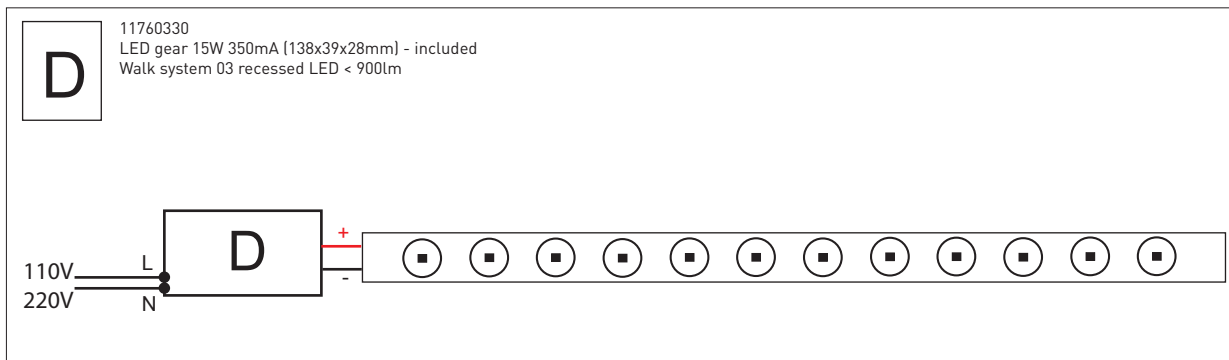 D
11760330
LED gear 15W 350mA (138x39x28mm) - included
Walk system 03 recessed LED < 900lm
110V
220V
L
N
D
+
-